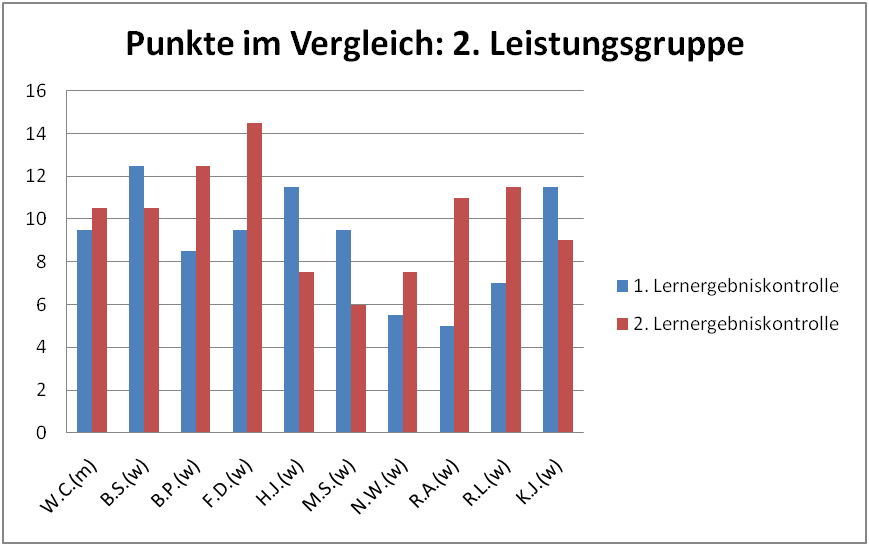 Punkte im Vergleich: 2. Leistungsgruppe
16
14
12
10
8
6
4
2
0
W.C.(m)
B.S.(w)
B.P.(w)
F.D.(w)
H.J.(w)
M.S.(w)
N.W.(w)
R.A.(w)
R.L.(w)
K.J.(w)
1. Lernergebniskontrolle
2. Lernergebniskontrolle